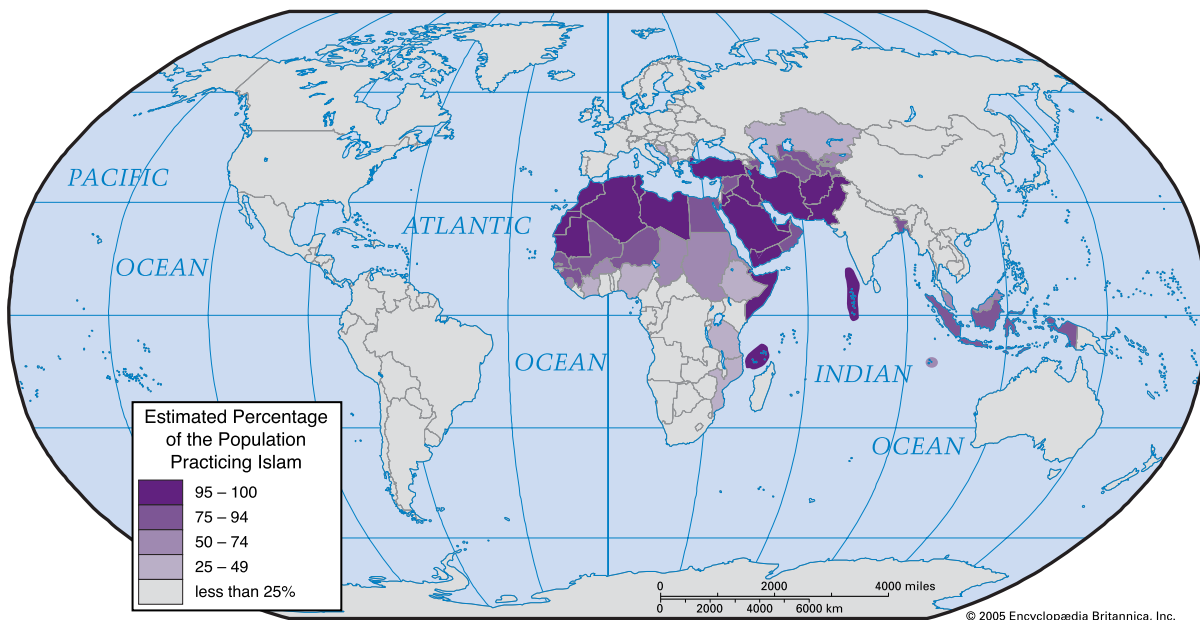 PACIFIC
OCEAN
ATLANTIC
OCEAN
INDIAN
OCEAN
Estimated Percentage
of the Population
Practicing Islam
95 – 100
75 – 94
50 – 74
25 – 49
less than 25%
0 2000 4000 miles
0 2000 4000 6000 km
© 2005 Encyclopædia Britannica, Inc.